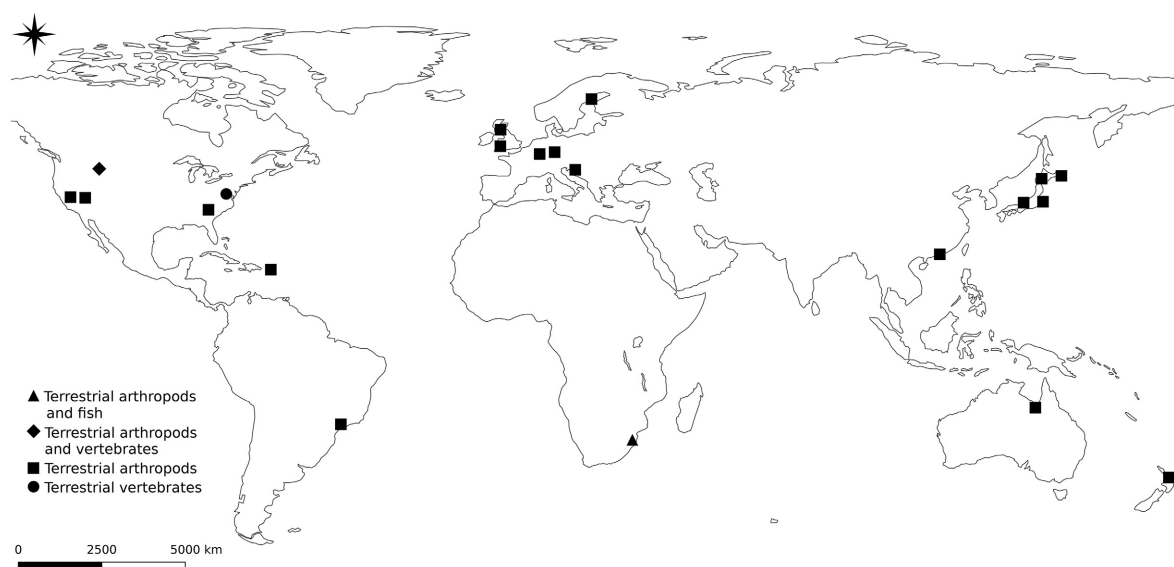 Terrestrial arthropods
and fish
Terrestrial arthropods
and vertebrates
Terrestrial arthropods
Terrestrial vertebrates
0 2500 5000 km